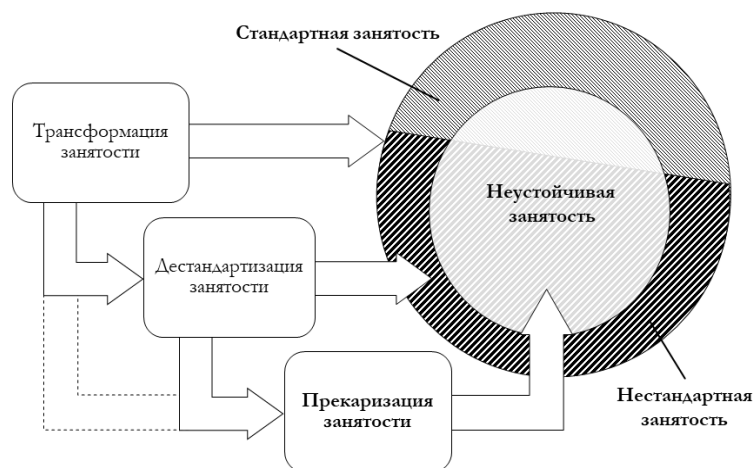 Стандартная занятость
Трансформация
занятости
Неустойчивая
занятость
Дестандартизация
занятости
Прекаризация
занятости
Нестандартная
занятость